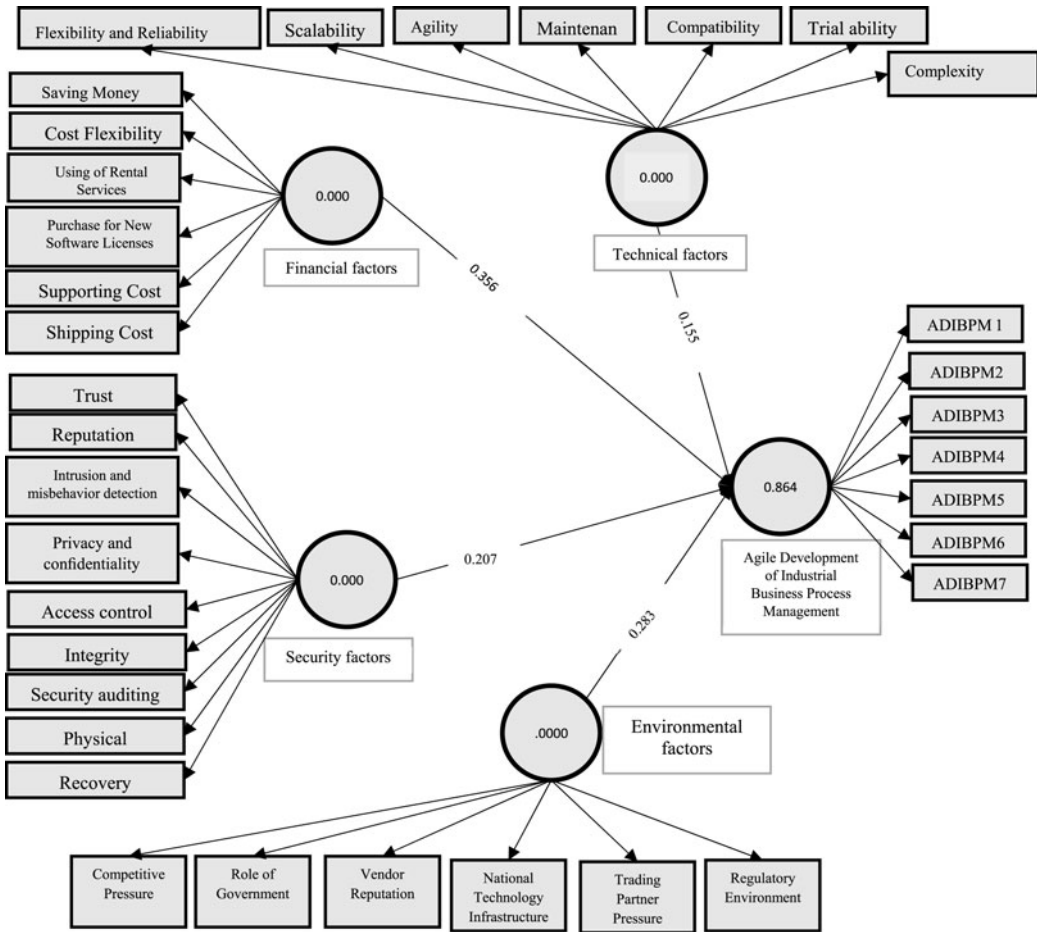 Flexibility and Reliability
Scalability
Agility
Maintenan
Compatibility
Trial ability
Complexity
Saving Money
Cost Flexibility
Using of Rental
Services
Purchase for New
Software Licenses
Supporting Cost
Shipping Cost
0.000
Financial factors
0.000
Technical factors
0.356
0.155
ADIBPM 1
ADIBPM2
ADIBPM3
ADIBPM4
ADIBPM5
ADIBPM6
ADIBPM7
0.864
Agile Development
of Industrial
Business Process
Management
Trust
Reputation
Intrusion and
misbehavior detection
Privacy and
confidentiality
Access control
Integrity
Security auditing
Physical
Recovery
0.000
Security factors
0.207
0.283
.0000
Environmental
factors
Competitive
Pressure
Role of
Government
Vendor
Reputation
National
Technology
Infrastructure
Trading
Partner
Pressure
Regulatory
Environment